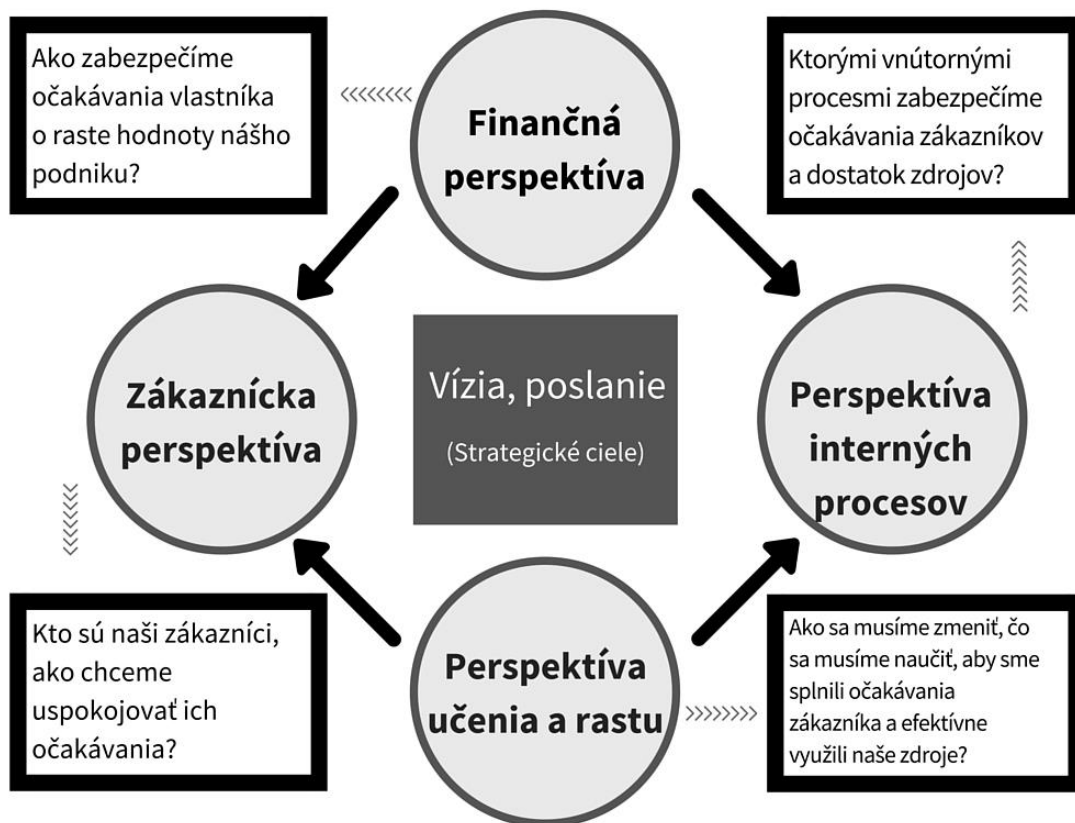 Ako zabezpečíme
očakávania vlastníka
o raste hodnoty nášho
podniku?
Finančná
perspektíva
Ktorými vnútornými
procesmi zabezpečíme
očakávania zákazníkov
a dostatok zdrojov?
Zákaznícka
perspektíva
Vízia, poslanie
(Strategické ciele)
Perspektíva
interných
procesov
Kto sú naši zákazníci,
ako chceme
uspokojovať ich
očakávania?
Perspektíva
učenia a rastu
Ako sa musíme zmeniť, čo
sa musíme naučiť, aby sme
splnili očakávania
zákazníka a efektívne
využili naše zdroje?